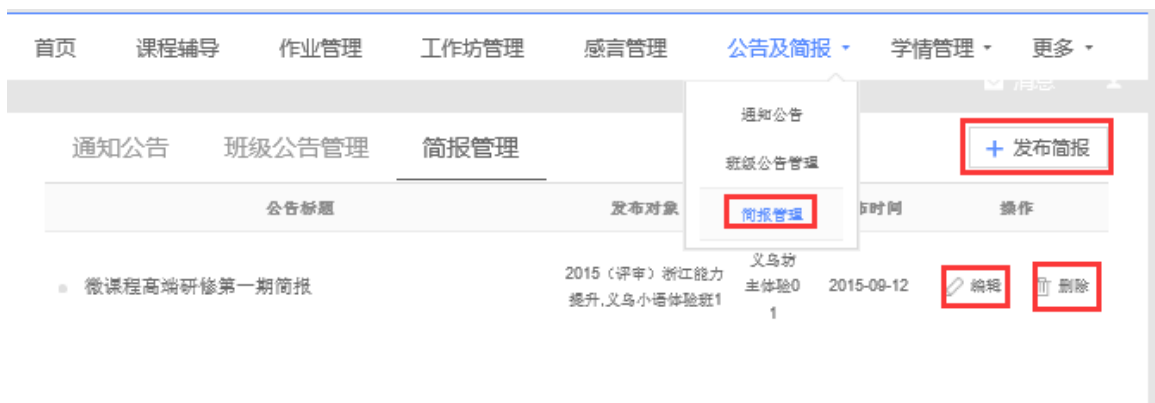 首页 课程辅导 作业管理 工作坊管理 感言管理 公告及简报 学情管理 更多
消息
通知公告
通知公告 班级公告管理 简报管理 + 发布简报
班级公告管理
公告标题 发布对象 简报管理 布时间 操作
微课程高端研修第一期简报 2015（评审）浙江能力提升,义乌小语体验班1 义乌坊主体验01 2015-09-12 编辑 删除